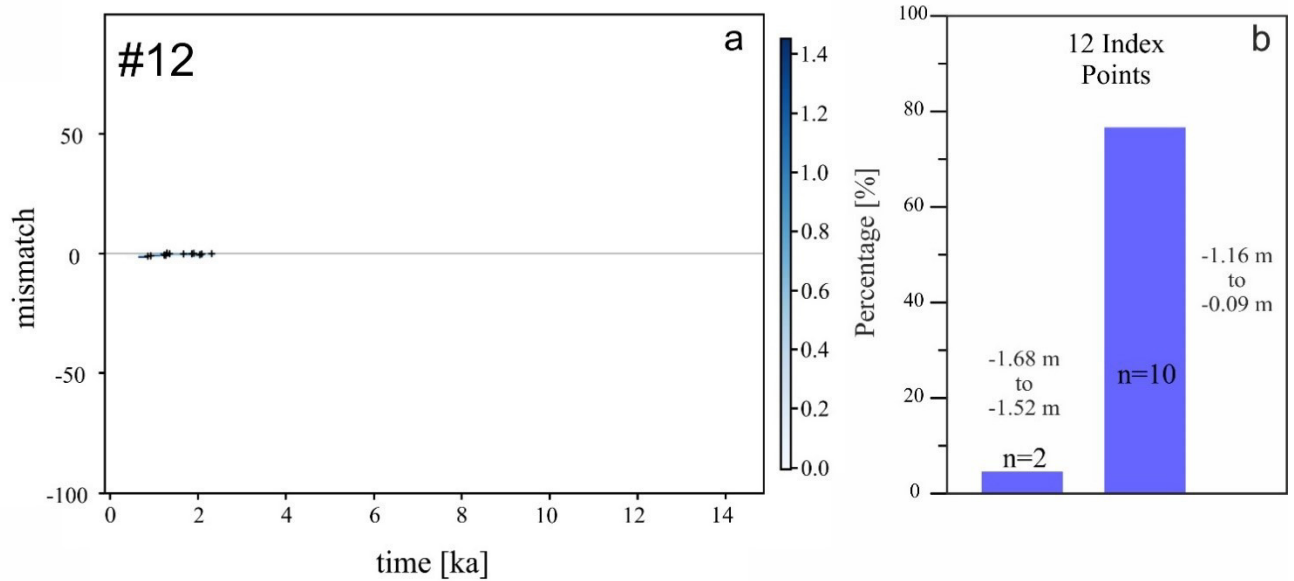 #12
a
mismatch
50
0
-50
-100
0
2
4
6
8
10
12
14
time [ka]
1.4
1.2
1.0
0.8
0.6
0.4
0.2
0.0
b
12 Index
Points
Percentage [%]
100
80
60
40
20
0
-1.68 m
to
-1.52 m
n=2
n=10
-1.16 m
to
-0.09 m